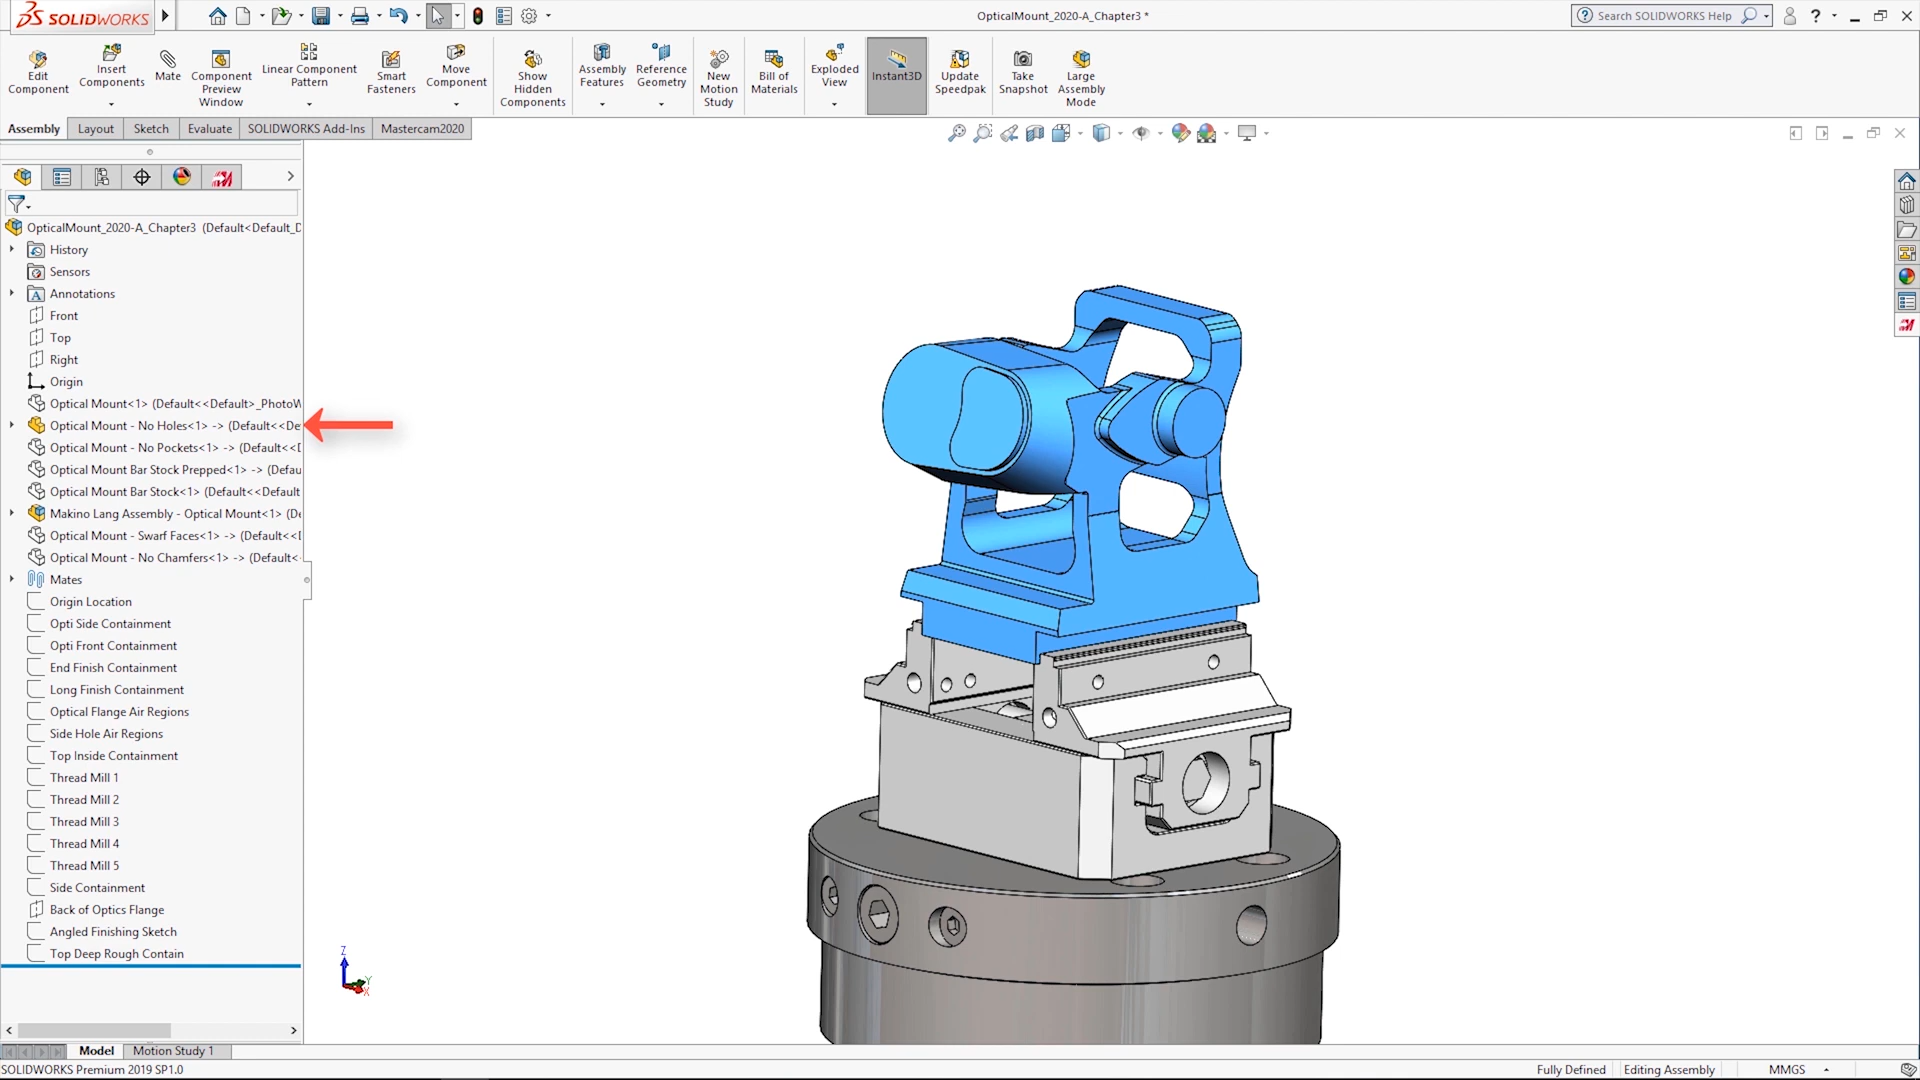 SOLIDWORKS
OpticalMount_2020-A_Chapter3 *
Search SOLIDWORKS Help
Edit Component
Insert Components
Mate
Component Preview Window
Linear Component Pattern
Smart Fasteners
Move Component
Show Hidden Components
Assembly Features
Reference Geometry
New Motion Study
Bill of Materials
Exploded View
Instant3D
Update Speedpak
Take Snapshot
Large Assembly Mode
Assembly
Layout
Sketch
Evaluate
SOLIDWORKS Add-Ins
Mastercam2020
OpticalMount_2020-A_Chapter3 (Default<Default_D
History
Sensors
Annotations
Front
Top
Right
Origin
Optical Mount<1> (Default<<Default>_PhotoW
Optical Mount - No Holes<1> -> (Default<<De
Optical Mount - No Pockets<1> -> (Default<<D
Optical Mount Bar Stock Prepped<1> -> (Defau
Optical Mount Bar Stock<1> (Default<<Default
Makino Lang Assembly - Optical Mount<1> (De
Optical Mount - Swarf Faces<1> -> (Default<<D
Optical Mount - No Chamfers<1> -> (Default<
Mates
Origin Location
Opti Side Containment
Opti Front Containment
End Finish Containment
Long Finish Containment
Optical Flange Air Regions
Side Hole Air Regions
Top Inside Containment
Thread Mill 1
Thread Mill 2
Thread Mill 3
Thread Mill 4
Thread Mill 5
Side Containment
Back of Optics Flange
Angled Finishing Sketch
Top Deep Rough Contain
Z
Y
X
Model
Motion Study 1
SOLIDWORKS Premium 2019 SP1.0
Fully Defined
Editing Assembly
MMGS